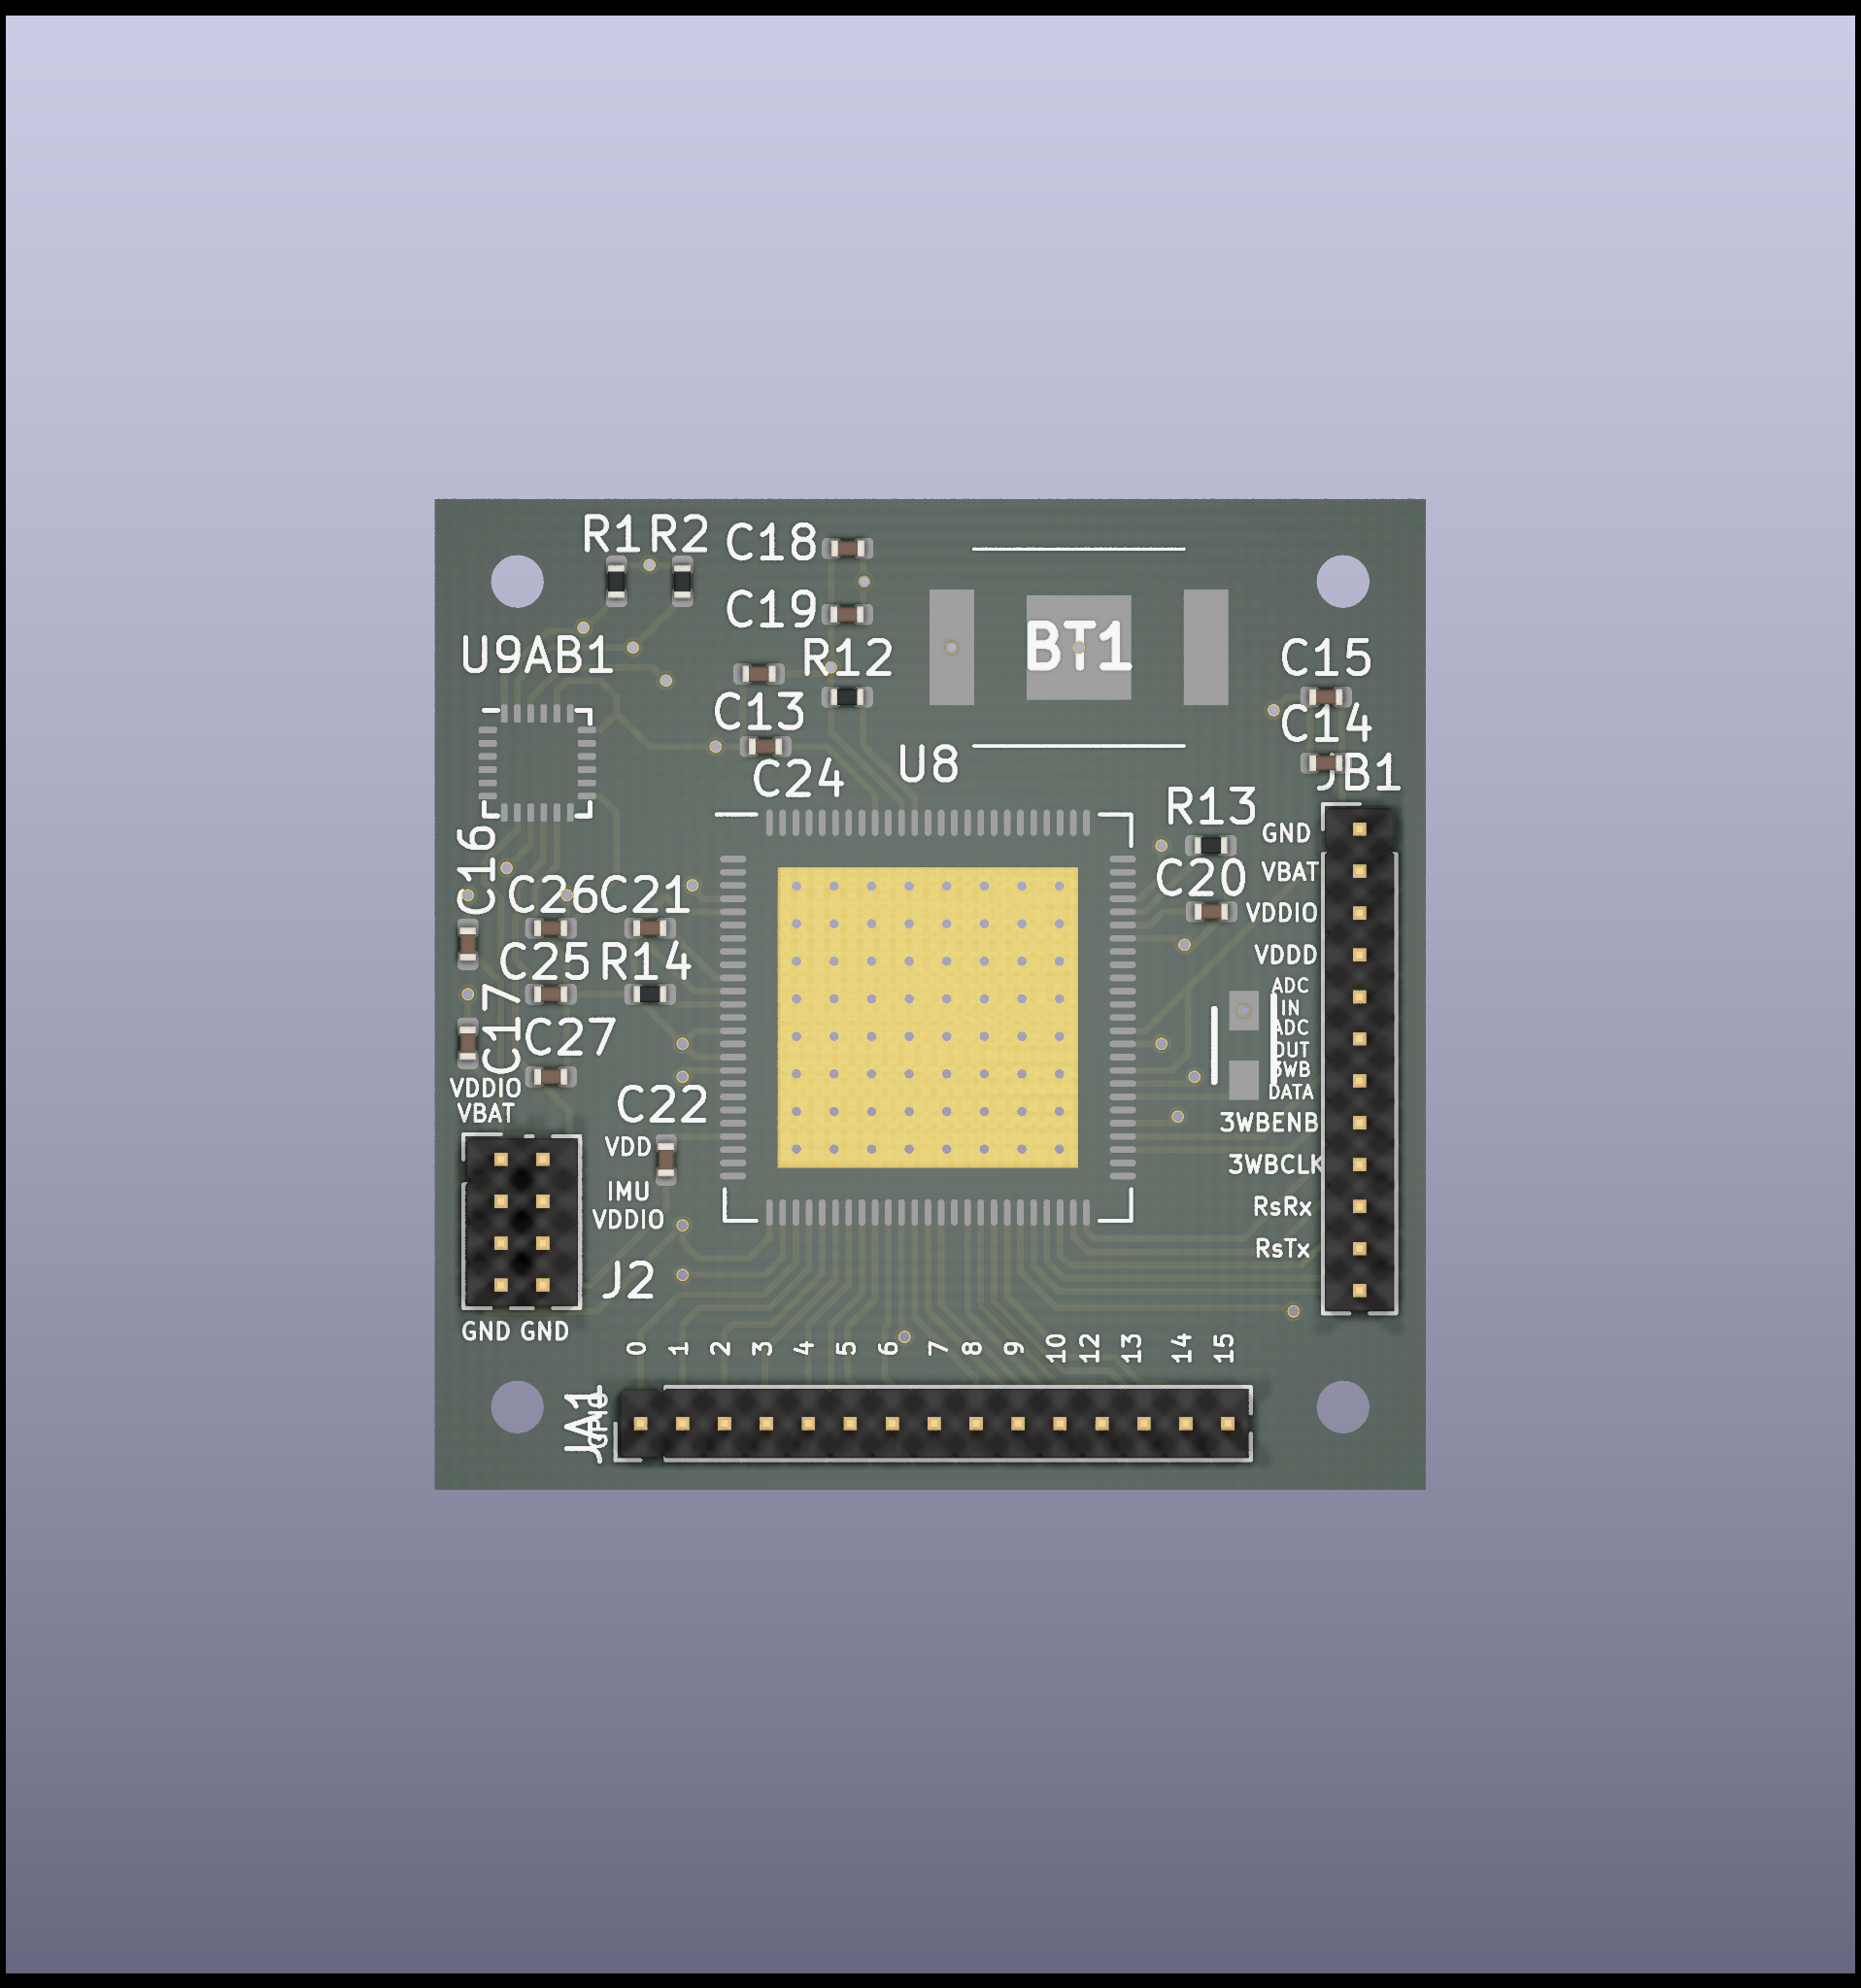 R1 R2
C18
C19
U9AB1
R12
BT1
C15
C13
C14
U8
C24
JB1
R13
GND
C16
VBAT
C20
C26 C21
VDDIO
C25 R14
VDDD
ADC
IN
C17
ADC
OUT
C27
3WB
DATA
VDDIO
VBAT
C22
3WBENB
VDD
3WBCLK
IMU
VDDIO
RsRx
RsTx
J2
GND GND
0 1 2 3 4 5 6 7 8 9 10 12 13 14 15
JA1